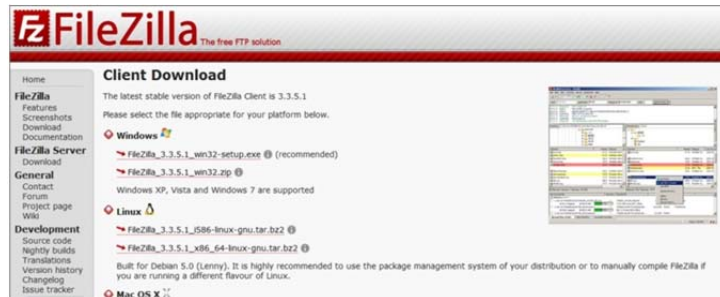 FileZilla The free FTP solution
Home
FileZilla
Features
Screenshots
Download
Documentation
FileZilla Server
Download
General
Contact
Forum
Project page
Wiki
Development
Source code
Nightly builds
Translations
Version history
Changelog
Issue tracker
Client Download
The latest stable version of FileZilla Client is 3.3.5.1
Please select the file appropriate for your platform below.
Windows
FileZilla_3.3.5.1_win32-setup.exe (recommended)
FileZilla_3.3.5.1_win32.zip
Windows XP, Vista and Windows 7 are supported
Linux
FileZilla_3.3.5.1_i586-linux-gnu.tar.bz2
FileZilla_3.3.5.1_x86_64-linux-gnu.tar.bz2
Built for Debian 5.0 (Lenny). It is highly recommended to use the package management system of your distribution or to manually compile FileZilla if
you are running a different flavour of Linux.
Mac OS X